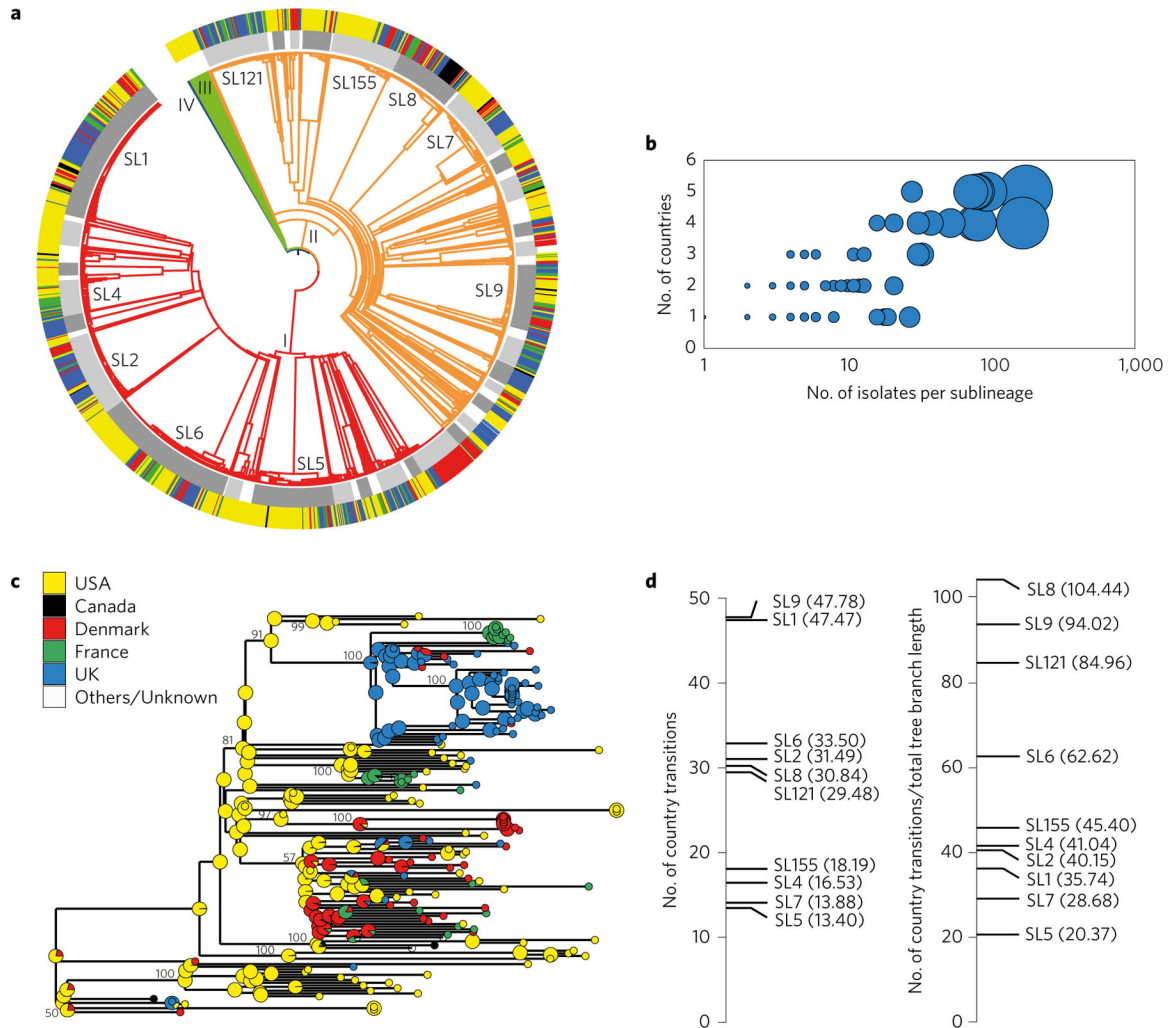 a
SL121
SL155
SL8
SL7
III
IV
SL1
II
SL9
SL4
I
SL2
SL6
SL5
b
No. of countries
6
5
4
3
2
1
1
10
100
1,000
No. of isolates per sublineage
c
USA
Canada
Denmark
France
UK
Others/Unknown
91
99
100
100
100
81
100
97
100
57
100
100
100
50
d
No. of country transitions
50
40
30
20
10
0
SL9 (47.78)
SL1 (47.47)
SL6 (33.50)
SL2 (31.49)
SL8 (30.84)
SL121 (29.48)
SL155 (18.19)
SL4 (16.53)
SL7 (13.88)
SL5 (13.40)
No. of country transitions/total tree branch length
100
80
60
40
20
0
SL8 (104.44)
SL9 (94.02)
SL121 (84.96)
SL6 (62.62)
SL155 (45.40)
SL4 (41.04)
SL2 (40.15)
SL1 (35.74)
SL7 (28.68)
SL5 (20.37)